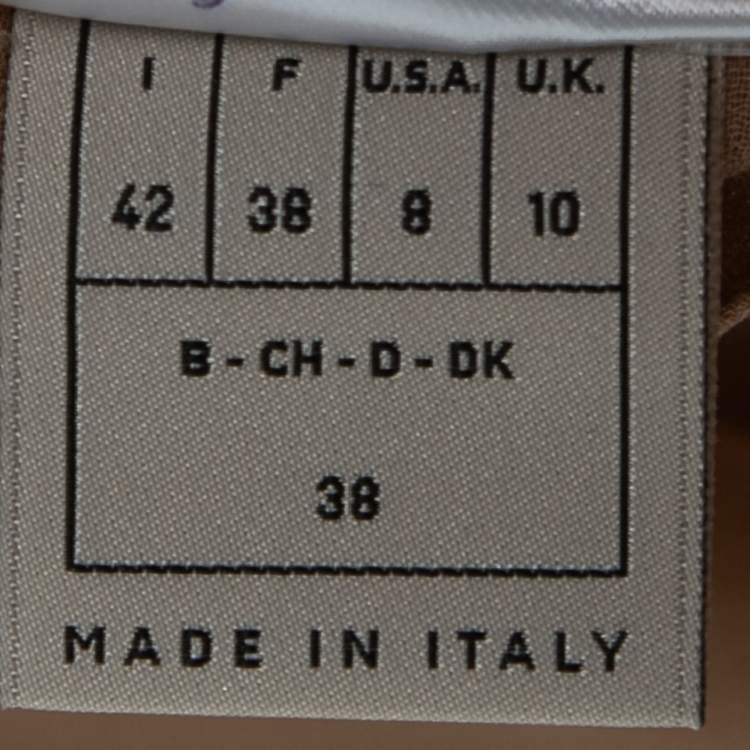 I F U.S.A. U.K.
42 38 8 10
B - CH - D - DK
38
MADE IN ITALY